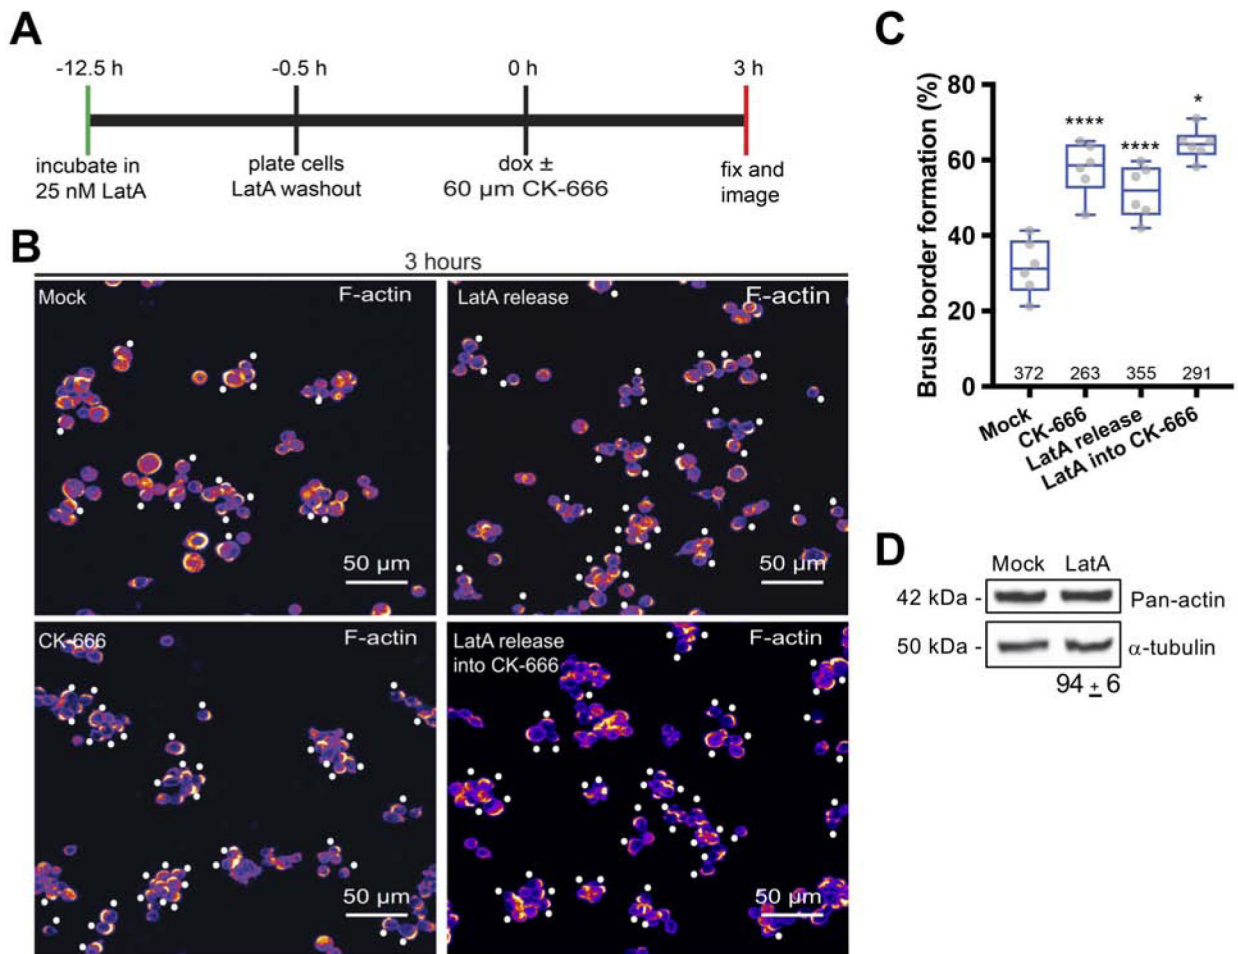 A
-12.5 h
-0.5 h
0 h
3 h
incubate in
25 nM LatA
plate cells
LatA washout
dox ±
60 µm CK-666
fix and
image
B
3 hours
Mock
F-actin
50 µm
LatA release
F-actin
50 µm
CK-666
F-actin
50 µm
LatA release
into CK-666
F-actin
50 µm
C
Brush border formation (%)
80
60
40
20
0
****
****
*
372
263
355
291
Mock
CK-666
LatA release
LatA into CK-666
D
Mock
LatA
42 kDa -
Pan-actin
50 kDa -
α-tubulin
94 ± 6